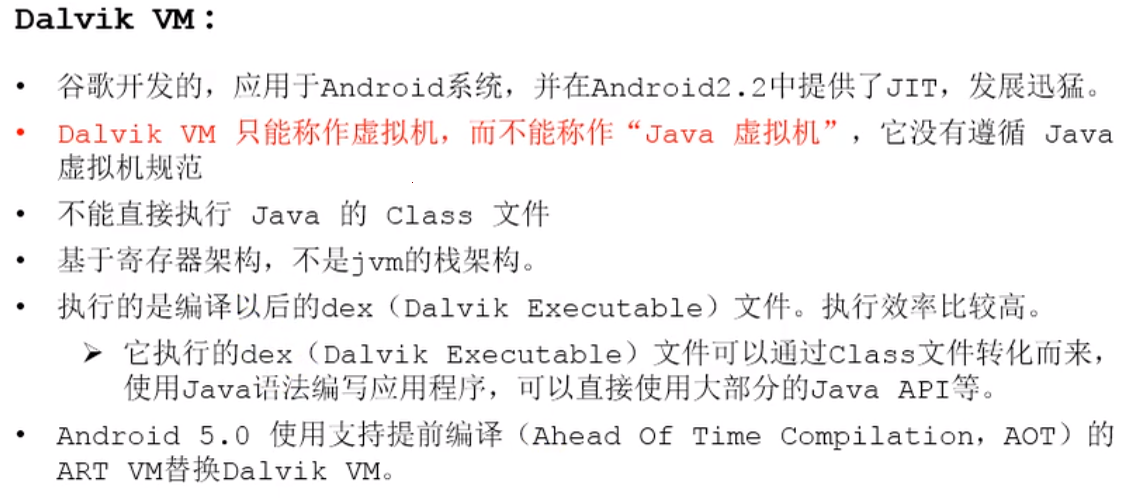 Dalvik VM：
• 谷歌开发的，应用于Android系统，并在Android2.2中提供了JIT，发展迅猛。
• Dalvik VM 只能称作虚拟机，而不能称作“Java 虚拟机”，它没有遵循 Java
虚拟机规范
• 不能直接执行 Java 的 Class 文件
• 基于寄存器架构，不是jvm的栈架构。
• 执行的是编译以后的dex（Dalvik Executable）文件。执行效率比较高。
➢ 它执行的dex（Dalvik Executable）文件可以通过Class文件转化而来，
使用Java语法编写应用程序，可以直接使用大部分的Java API等。
• Android 5.0 使用支持提前编译（Ahead Of Time Compilation，AOT）的
ART VM替换Dalvik VM。